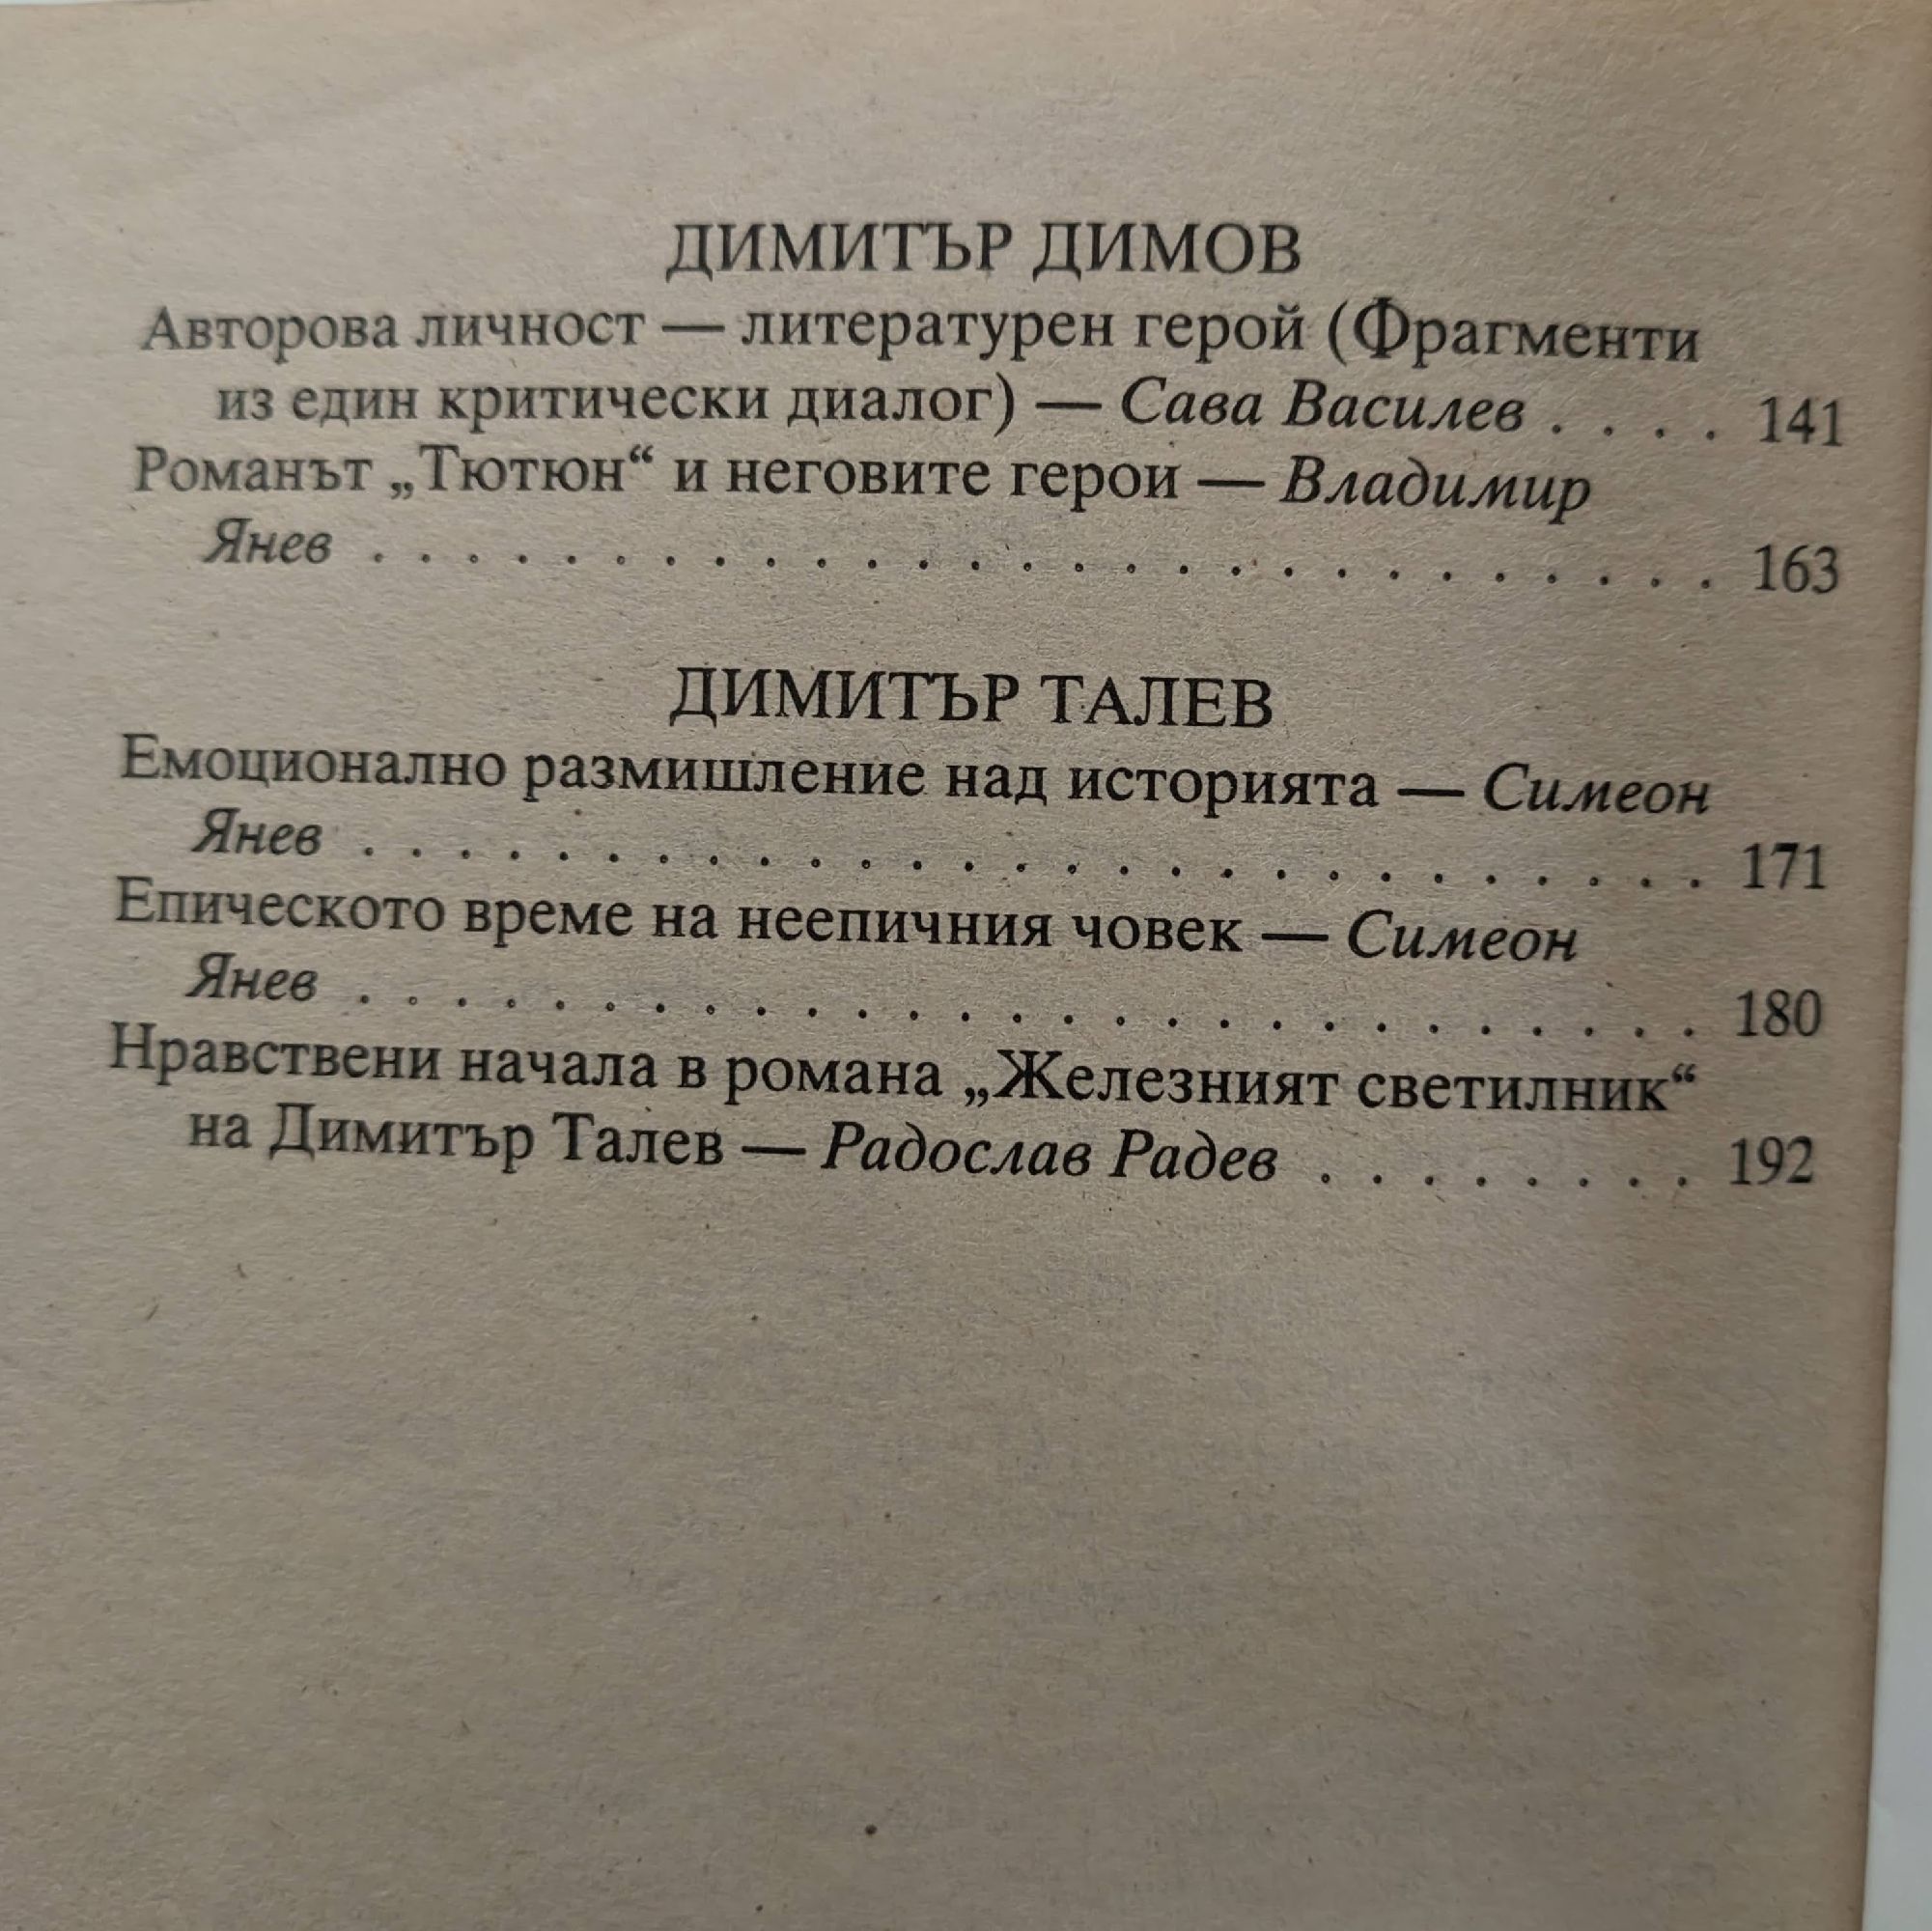 ДИМИТЪР ДИМОВ
Авторова личност — литературен герой (Фрагменти
из един критически диалог) — Сава Василев . . . . 141
Романът „Тютюн“ и неговите герои — Владимир
Янев . . . . . . . . . . . . . . . . . . . . . . . . . . 163
ДИМИТЪР ТАЛЕВ
Емоционално размишление над историята — Симеон
Янев . . . . . . . . . . . . . . . . . . . . . . . . . . 171
Епическото време на неепичния човек — Симеон
Янев . . . . . . . . . . . . . . . . . . . . . . . . . . 180
Нравствени начала в романа „Железният светилник“
на Димитър Талев — Радослав Радев . . . . . . . . 192